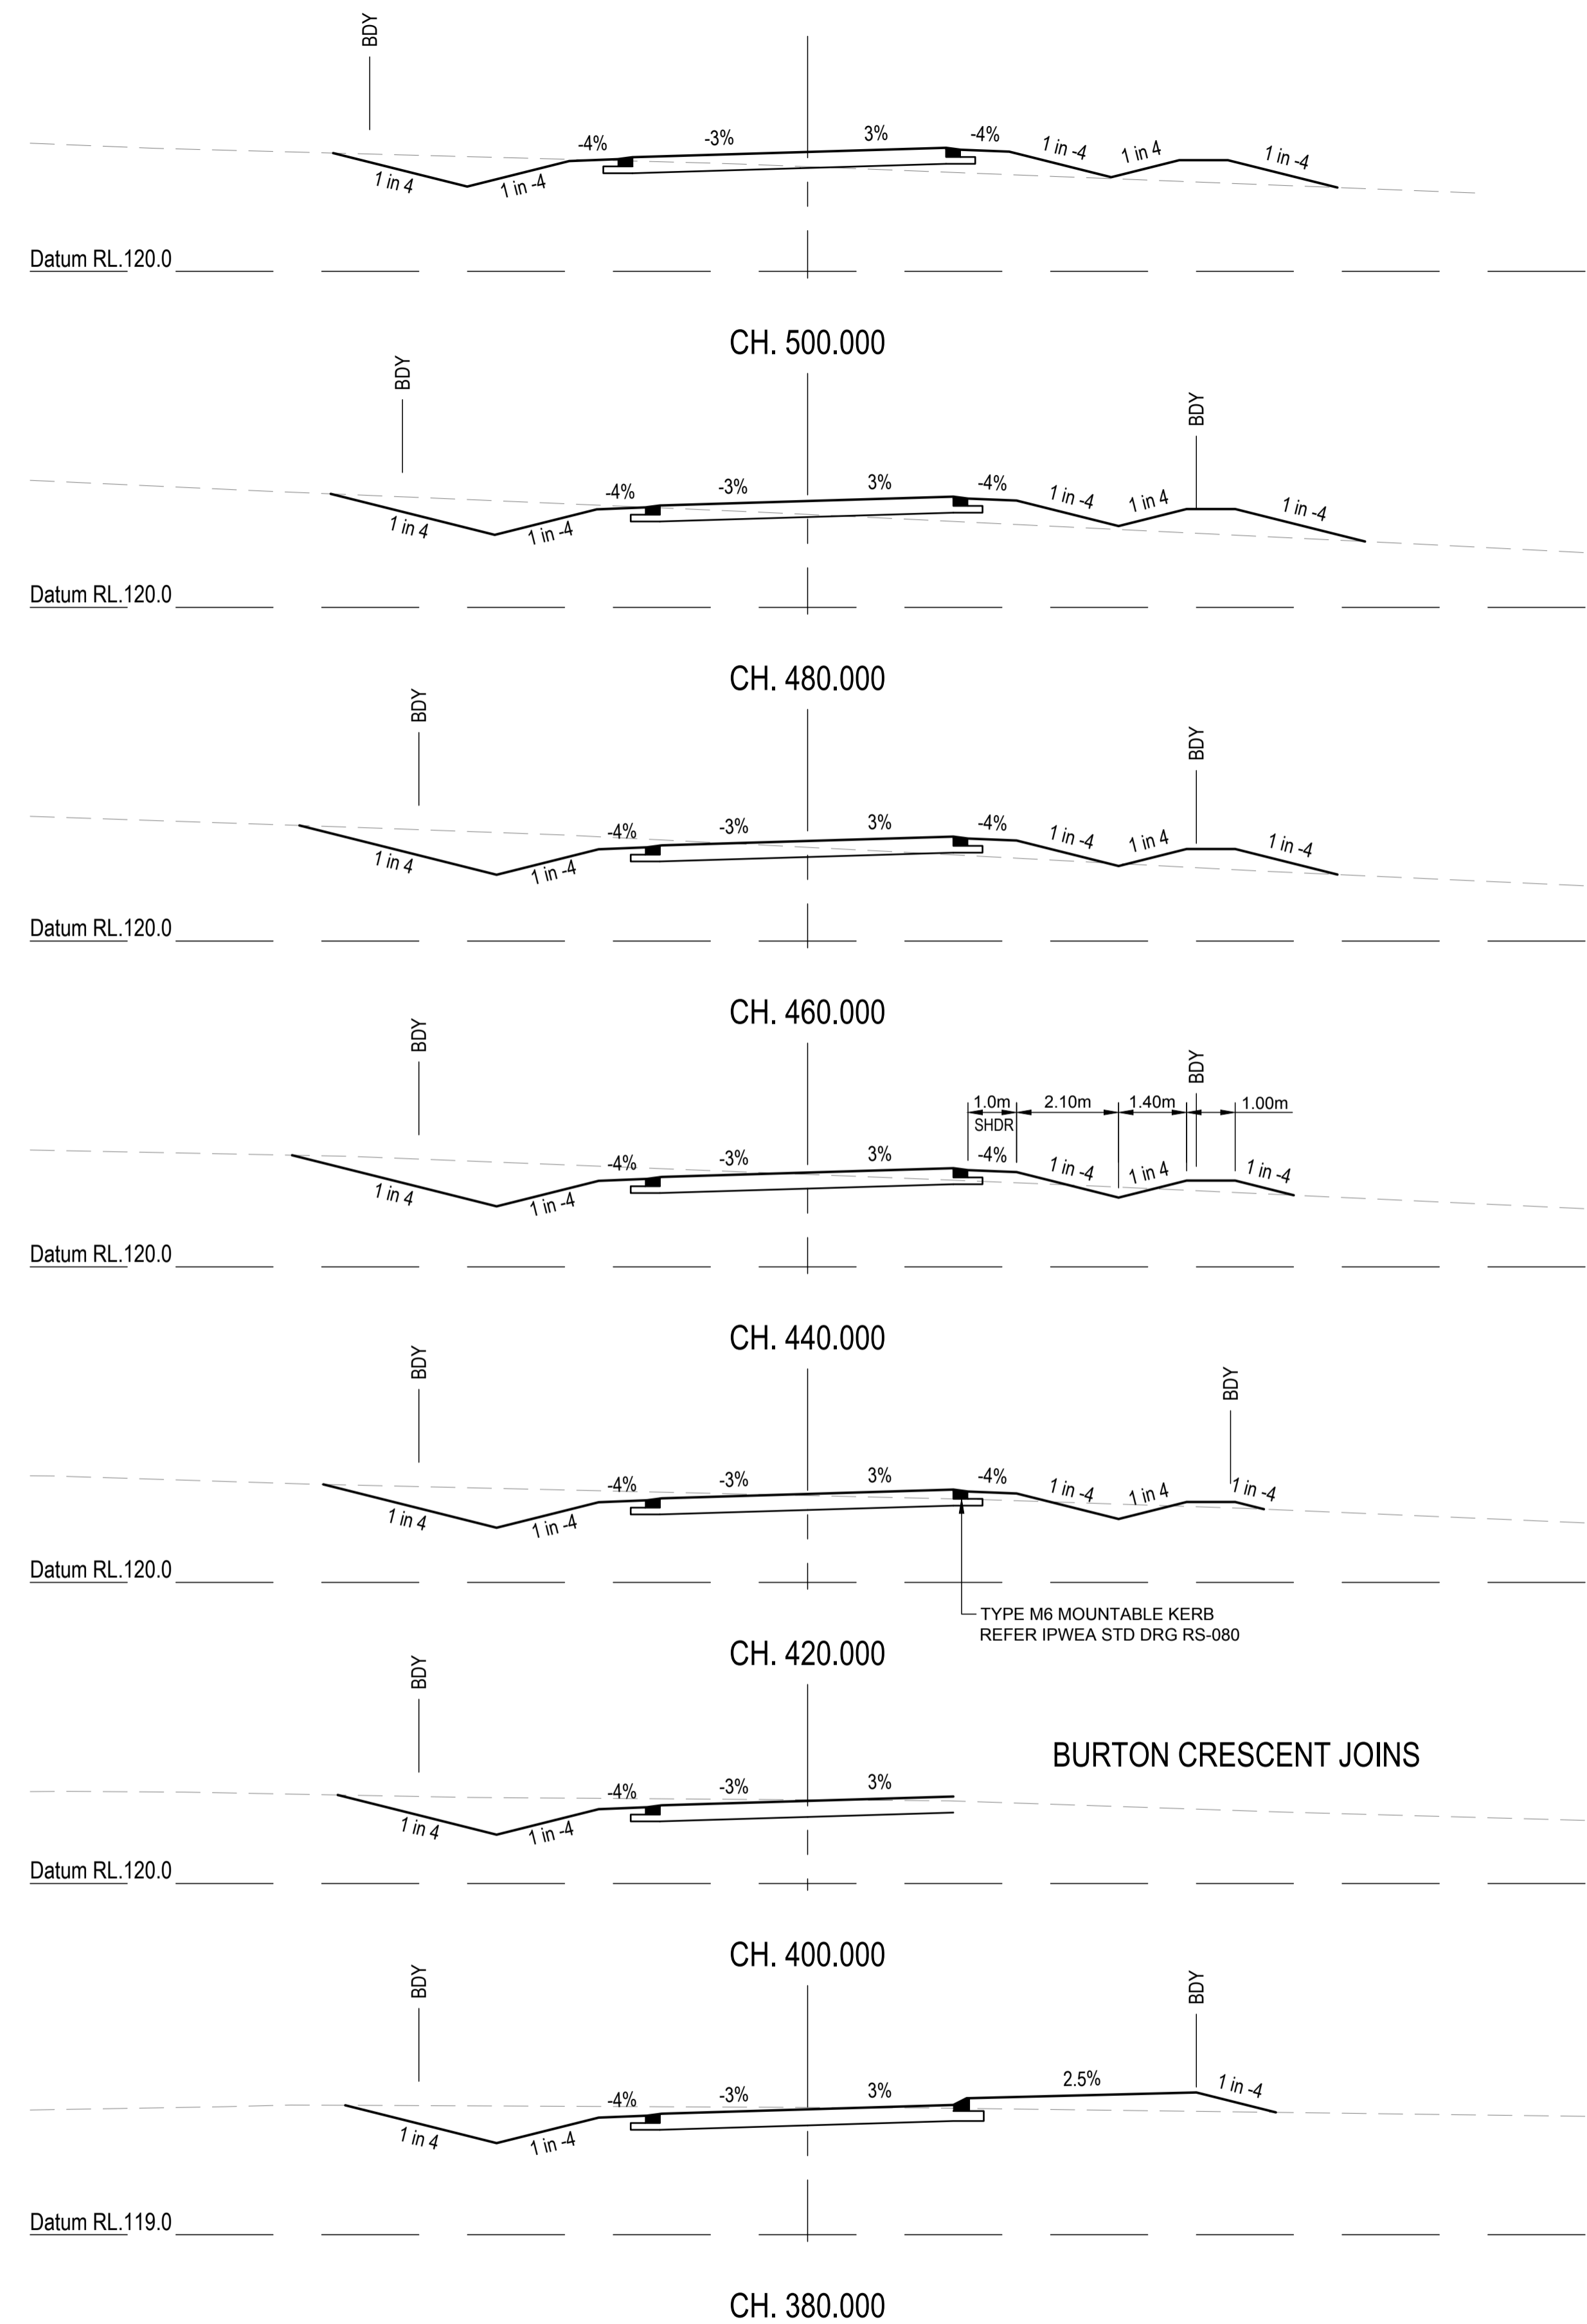 BDY
-4% -3% 3% -4% 1 in -4 1 in 4 1 in -4
1 in 4 1 in -4
Datum RL.120.0
CH. 500.000
BDY BDY
-4% -3% 3% -4% 1 in -4 1 in 4 1 in -4
1 in 4 1 in -4
Datum RL.120.0
CH. 480.000
BDY BDY
-4% -3% 3% -4% 1 in -4 1 in 4 1 in -4
1 in 4 1 in -4
Datum RL.120.0
CH. 460.000
BDY BDY
1.0m 2.10m 1.40m 1.00m
SHDR
-4% -3% 3% -4% 1 in -4 1 in 4 1 in -4
1 in 4 1 in -4
Datum RL.120.0
CH. 440.000
BDY BDY
-4% -3% 3% -4% 1 in -4 1 in 4 1 in -4
1 in 4 1 in -4
Datum RL.120.0
TYPE M6 MOUNTABLE KERB
REFER IPWEA STD DRG RS-080
CH. 420.000
BDY
BURTON CRESCENT JOINS
-4% -3% 3%
1 in 4 1 in -4
Datum RL.120.0
CH. 400.000
BDY BDY
-4% -3% 3% 2.5% 1 in -4
1 in 4 1 in -4
Datum RL.119.0
CH. 380.000